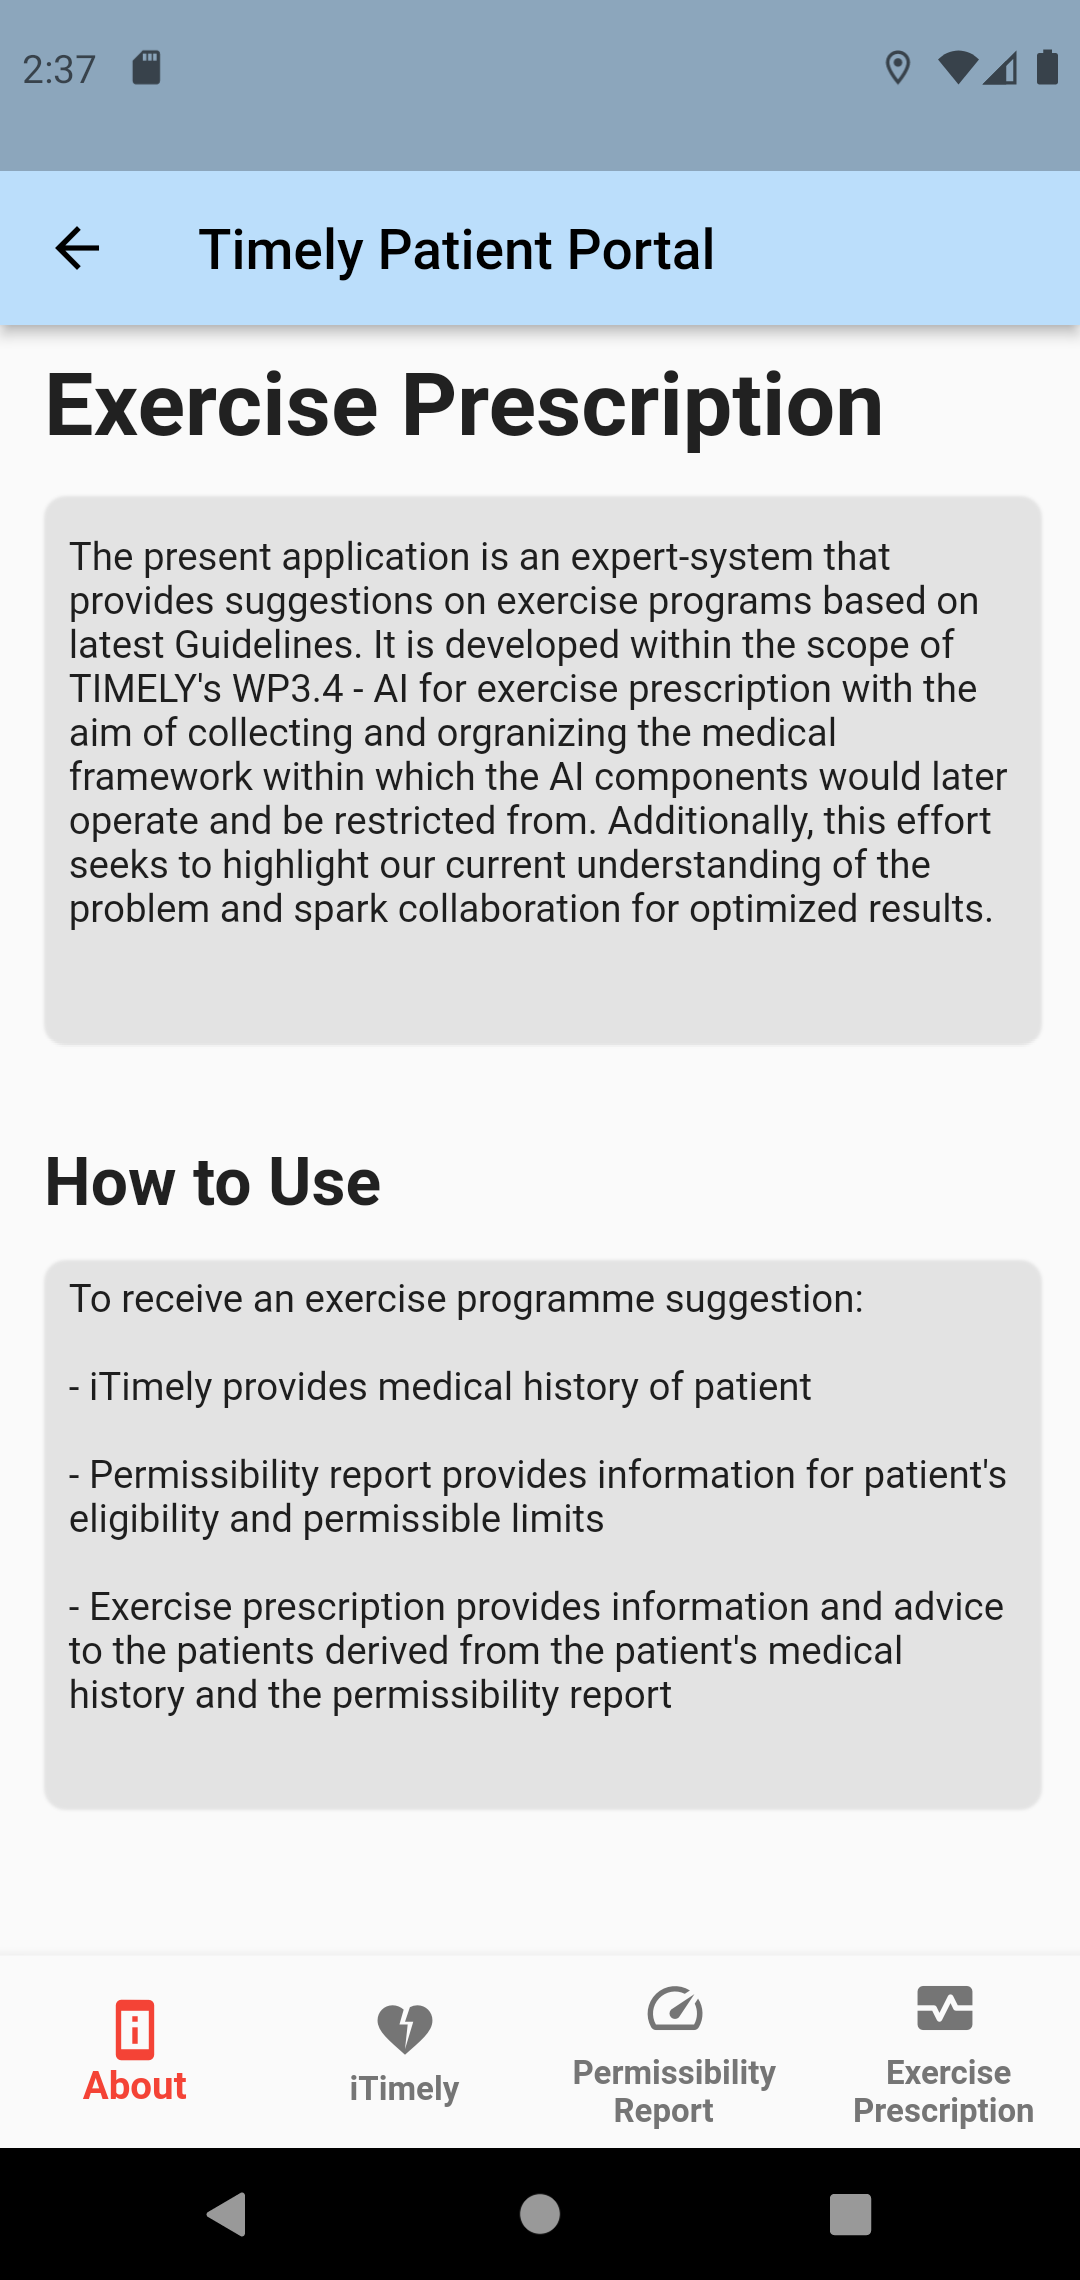 2:37
Timely Patient Portal
Exercise Prescription
The present application is an expert-system that
provides suggestions on exercise programs based on
latest Guidelines. It is developed within the scope of
TIMELY's WP3.4 - AI for exercise prescription with the
aim of collecting and orgranizing the medical
framework within which the AI components would later
operate and be restricted from. Additionally, this effort
seeks to highlight our current understanding of the
problem and spark collaboration for optimized results.
How to Use
To receive an exercise programme suggestion:
- iTimely provides medical history of patient
- Permissibility report provides information for patient's
eligibility and permissible limits
- Exercise prescription provides information and advice
to the patients derived from the patient's medical
history and the permissibility report
About
iTimely
Permissibility
Report
Exercise
Prescription